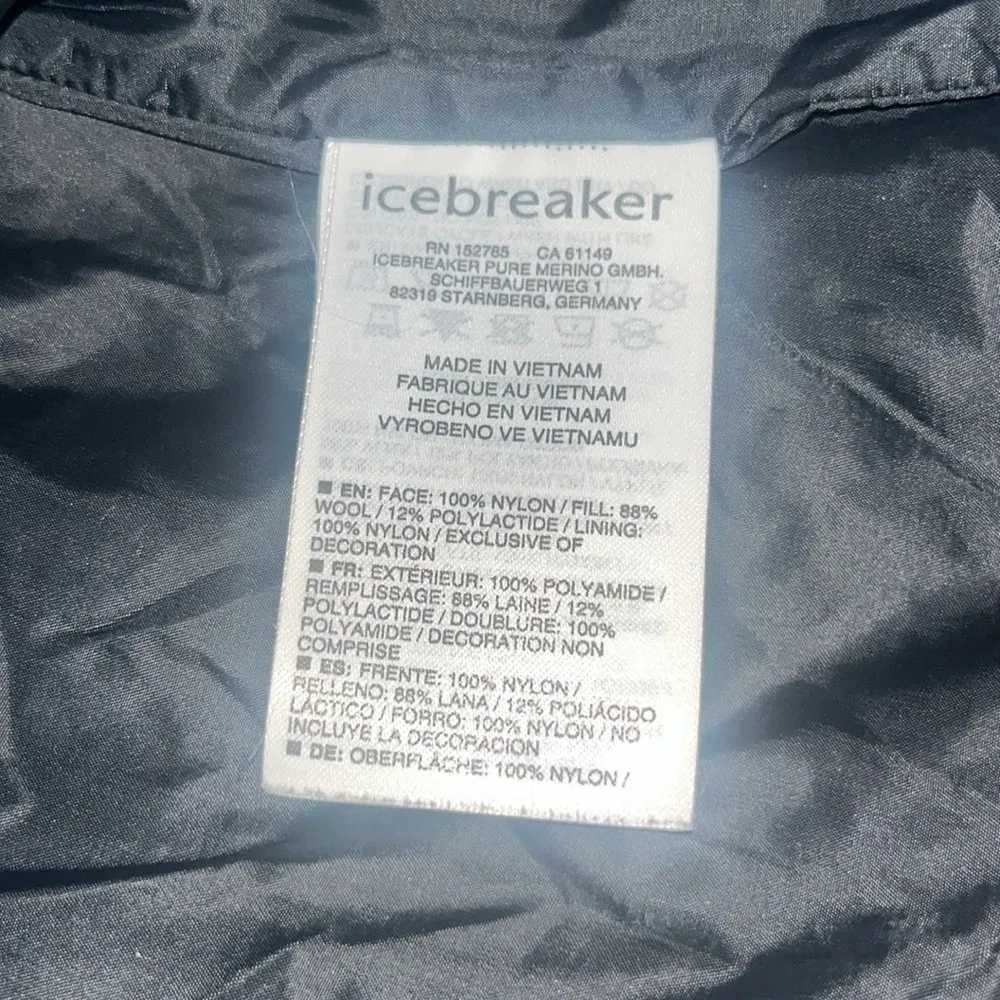 icebreaker
RN 152785 CA 61149
ICEBREAKER PURE MERINO GMBH.
SCHIFFBAUERWEG 1
82319 STARNBERG, GERMANY
MADE IN VIETNAM
FABRIQUE AU VIETNAM
HECHO EN VIETNAM
VYROBENO VE VIETNAMU
■ EN: FACE: 100% NYLON / FILL: 88%
WOOL / 12% POLYLACTIDE / LINING:
100% NYLON / EXCLUSIVE OF
DECORATION
■ FR: EXTÉRIEUR: 100% POLYAMIDE /
REMPLISSAGE: 88% LAINE / 12%
POLYLACTIDE / DOUBLURE: 100%
POLYAMIDE / DECORATION NON
COMPRISE
■ ES: FRENTE: 100% NYLON /
RELLENO: 88% LANA / 12% POLIÁCIDO
LÁCTICO / FORRO: 100% NYLON / NO
INCLUYE LA DECORACION
■ DE: OBERFLÄCHE: 100% NYLON /